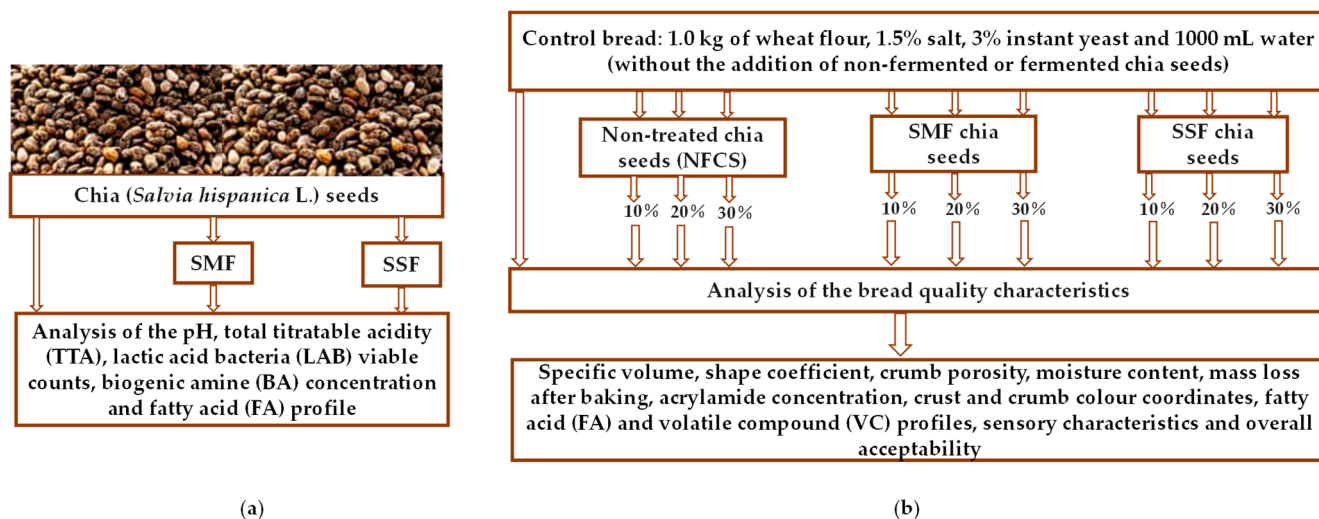 Chia (Salvia hispanica L.) seeds
SMF
SSF
Analysis of the pH, total titratable acidity
(TTA), lactic acid bacteria (LAB) viable
counts, biogenic amine (BA) concentration
and fatty acid (FA) profile
(a)
Control bread: 1.0 kg of wheat flour, 1.5% salt, 3% instant yeast and 1000 mL water
(without the addition of non-fermented or fermented chia seeds)
Non-treated chia
seeds (NFCS)
SMF chia
seeds
SSF chia
seeds
10% 20% 30%
10% 20% 30%
10% 20% 30%
Analysis of the bread quality characteristics
Specific volume, shape coefficient, crumb porosity, moisture content, mass loss
after baking, acrylamide concentration, crust and crumb colour coordinates, fatty
acid (FA) and volatile compound (VC) profiles, sensory characteristics and overall
acceptability
(b)